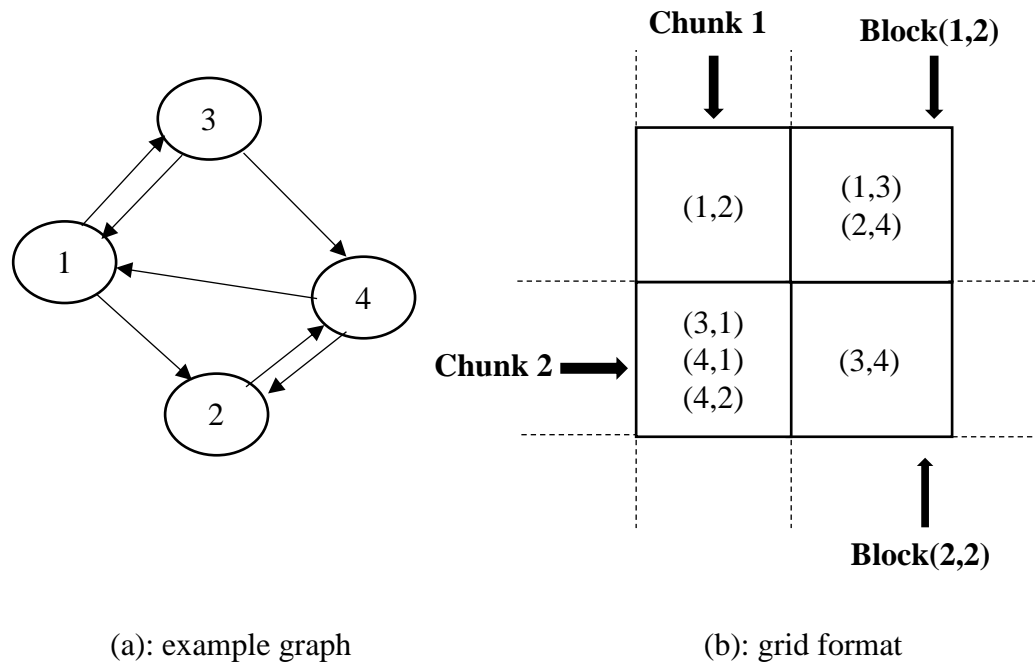 3
1
4
2
(a): example graph
Chunk 1
Block(1,2)
(1,2)
(1,3)
(2,4)
Chunk 2
(3,1)
(4,1)
(4,2)
(3,4)
Block(2,2)
(b): grid format